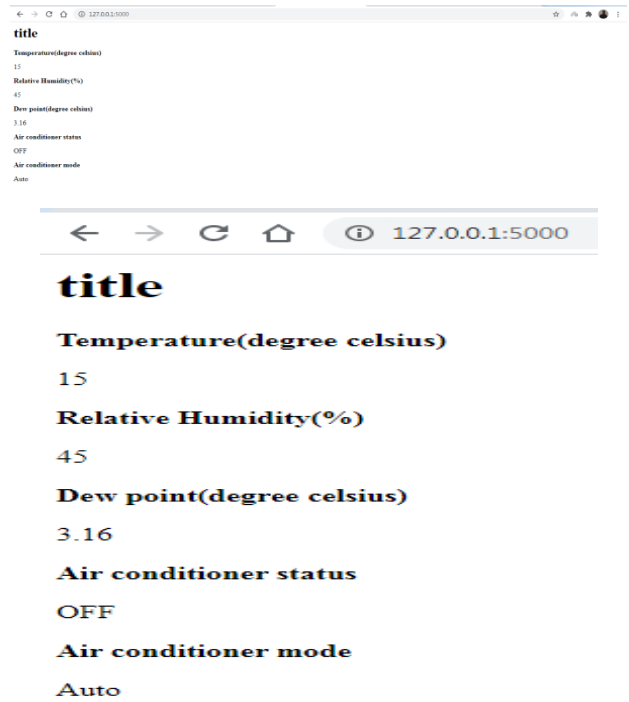 127.0.0.1:5000
title
Temperature(degree celsius)
15
Relative Humidity(%)
45
Dew point(degree celsius)
3.16
Air conditioner status
OFF
Air conditioner mode
Auto
127.0.0.1:5000
title
Temperature(degree celsius)
15
Relative Humidity(%)
45
Dew point(degree celsius)
3.16
Air conditioner status
OFF
Air conditioner mode
Auto